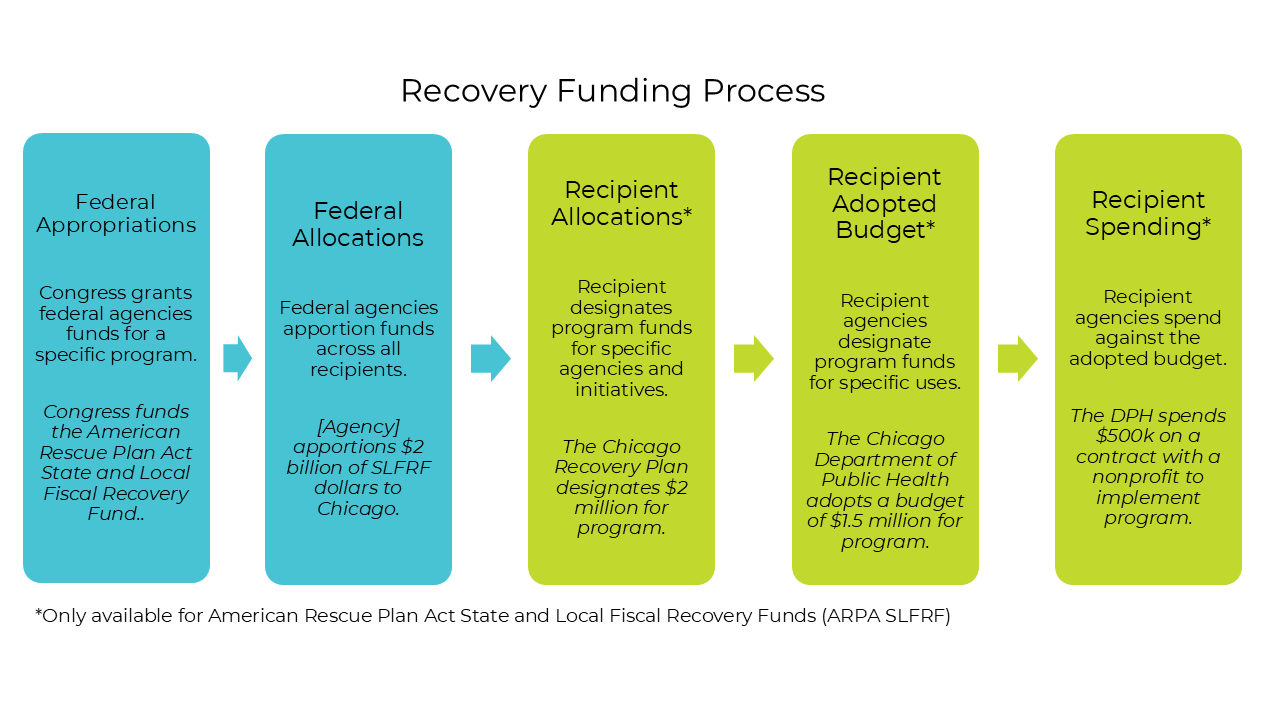 Recovery Funding Process
Federal
Appropriations
Congress grants
federal agencies
funds for a
specific program.
Congress funds
the American
Rescue Plan Act
State and Local
Fiscal Recovery
Fund..
Federal
Allocations
Federal agencies
apportion funds
across all
recipients.
[Agency]
apportions $2
billion of SLFRF
dollars to
Chicago.
Recipient
Allocations*
Recipient
designates
program funds
for specific
agencies and
initiatives.
The Chicago
Recovery Plan
designates $2
million for
program.
Recipient
Adopted
Budget*
Recipient
agencies
designate
program funds
for specific uses.
The Chicago
Department of
Public Health
adopts a budget
of $1.5 million for
program.
Recipient
Spending*
Recipient
agencies spend
against the
adopted budget.
The DPH spends
$500k on a
contract with a
nonprofit to
implement
program.
*Only available for American Rescue Plan Act State and Local Fiscal Recovery Funds (ARPA SLFRF)